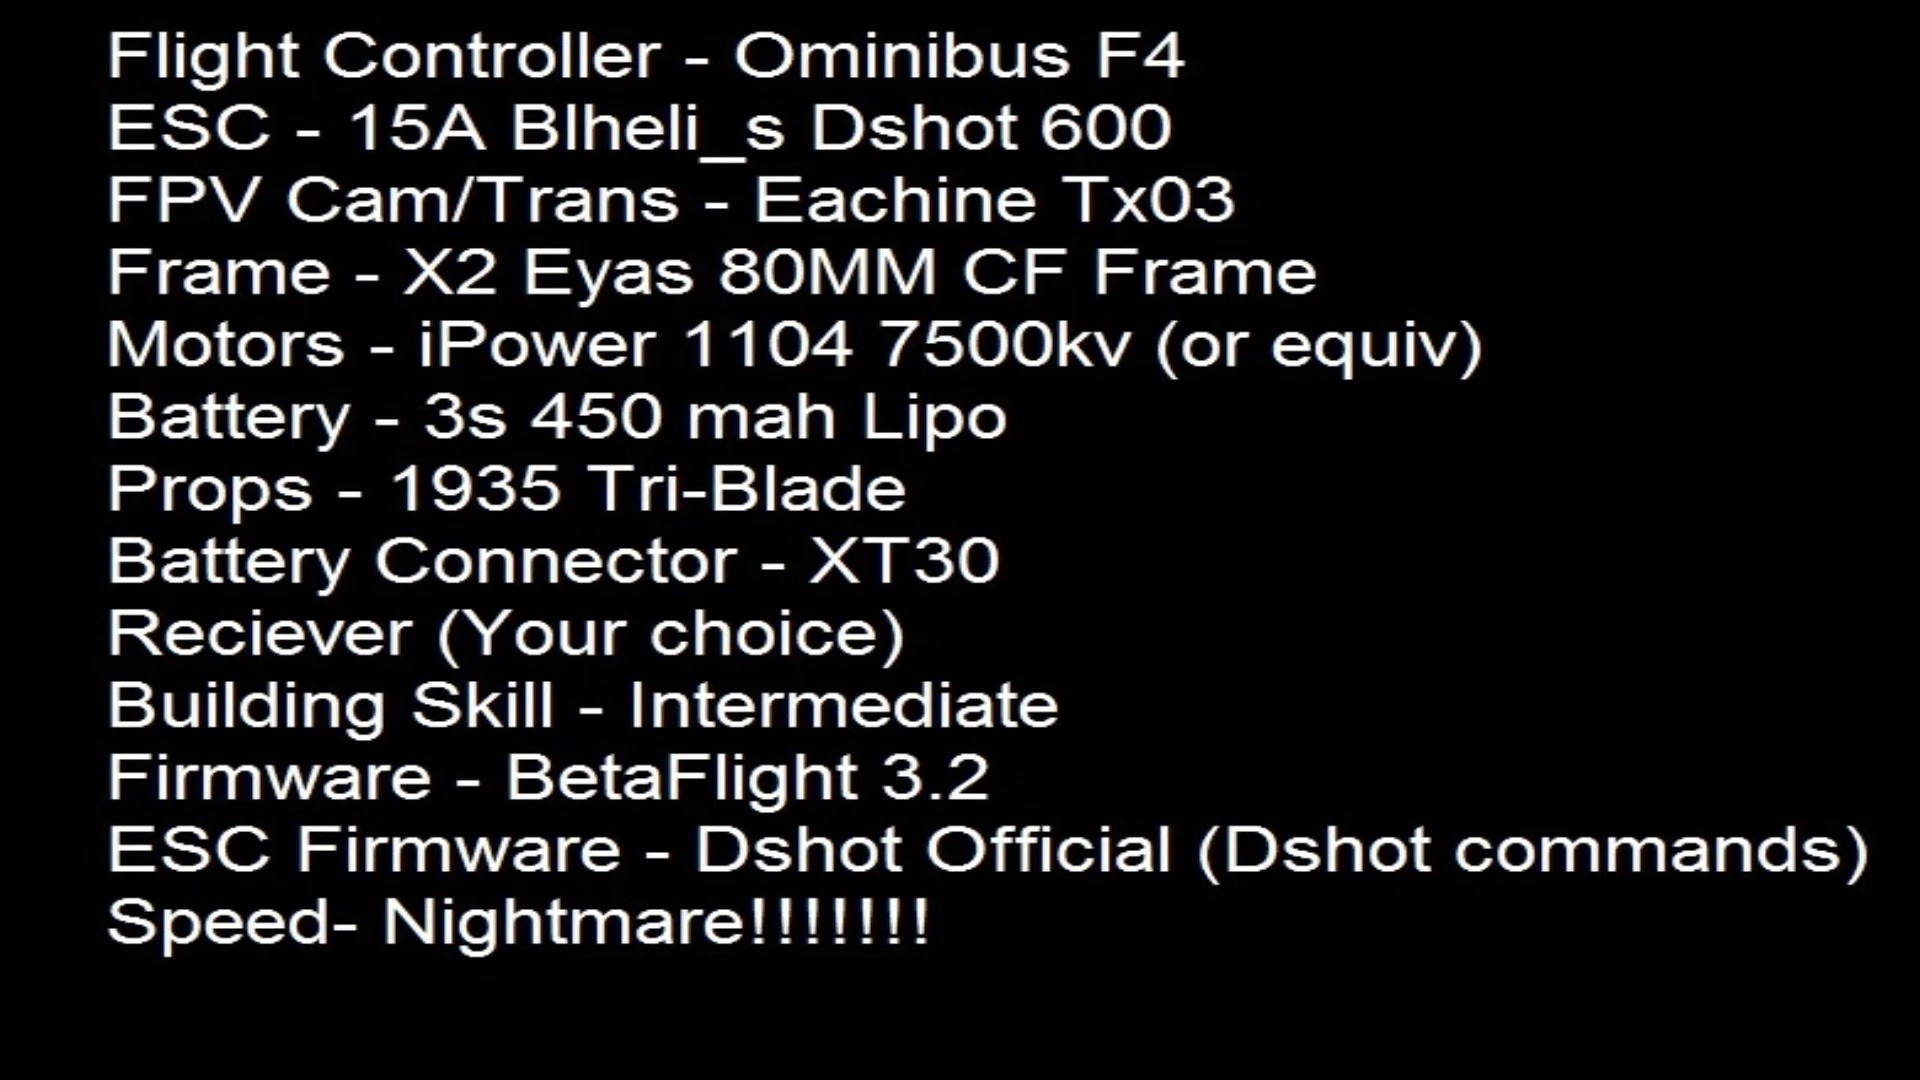 Flight Controller - Ominibus F4
ESC - 15A Blheli_s Dshot 600
FPV Cam/Trans - Eachine Tx03
Frame - X2 Eyas 80MM CF Frame
Motors - iPower 1104 7500kv (or equiv)
Battery - 3s 450 mah Lipo
Props - 1935 Tri-Blade
Battery Connector - XT30
Reciever (Your choice)
Building Skill - Intermediate
Firmware - BetaFlight 3.2
ESC Firmware - Dshot Official (Dshot commands)
Speed- Nightmare!!!!!!!